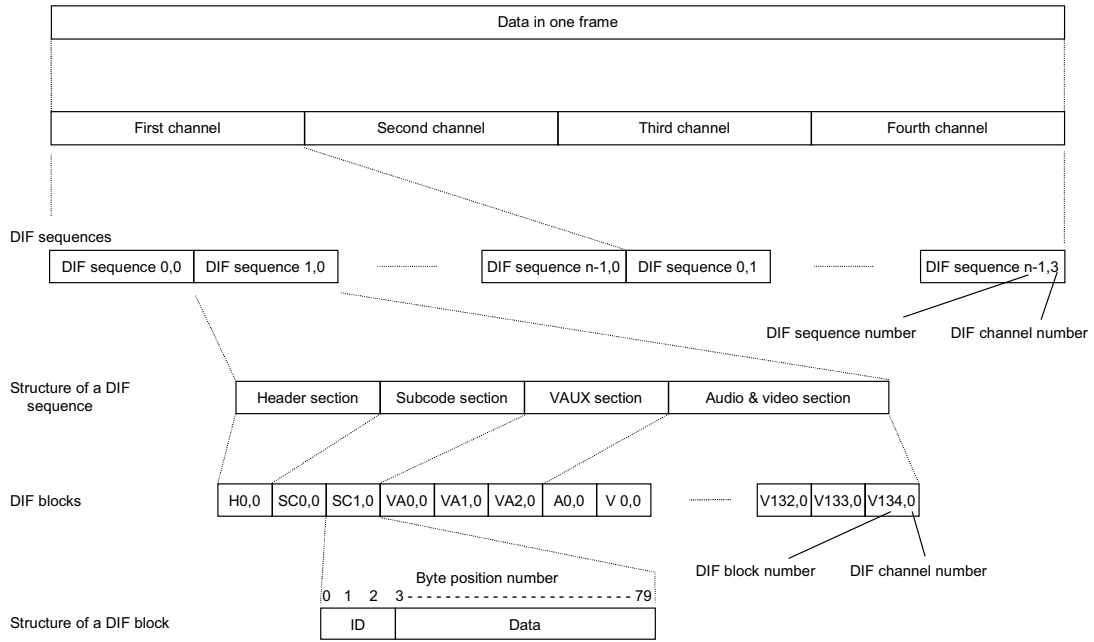 Data in one frame
First channel Second channel Third channel Fourth channel
DIF sequences
DIF sequence 0,0 DIF sequence 1,0 DIF sequence n-1,0 DIF sequence 0,1 DIF sequence n-1,3
DIF sequence number DIF channel number
Structure of a DIF
sequence
Header section Subcode section VAUX section Audio & video section
DIF blocks
H0,0 SC0,0 SC1,0 VA0,0 VA1,0 VA2,0 A0,0 V 0,0 V132,0 V133,0 V134,0
DIF block number DIF channel number
Byte position number
0 1 2 3 - - - - - - - - - - - - - - - - - - - - - - - - - - - 79
Structure of a DIF block
ID Data